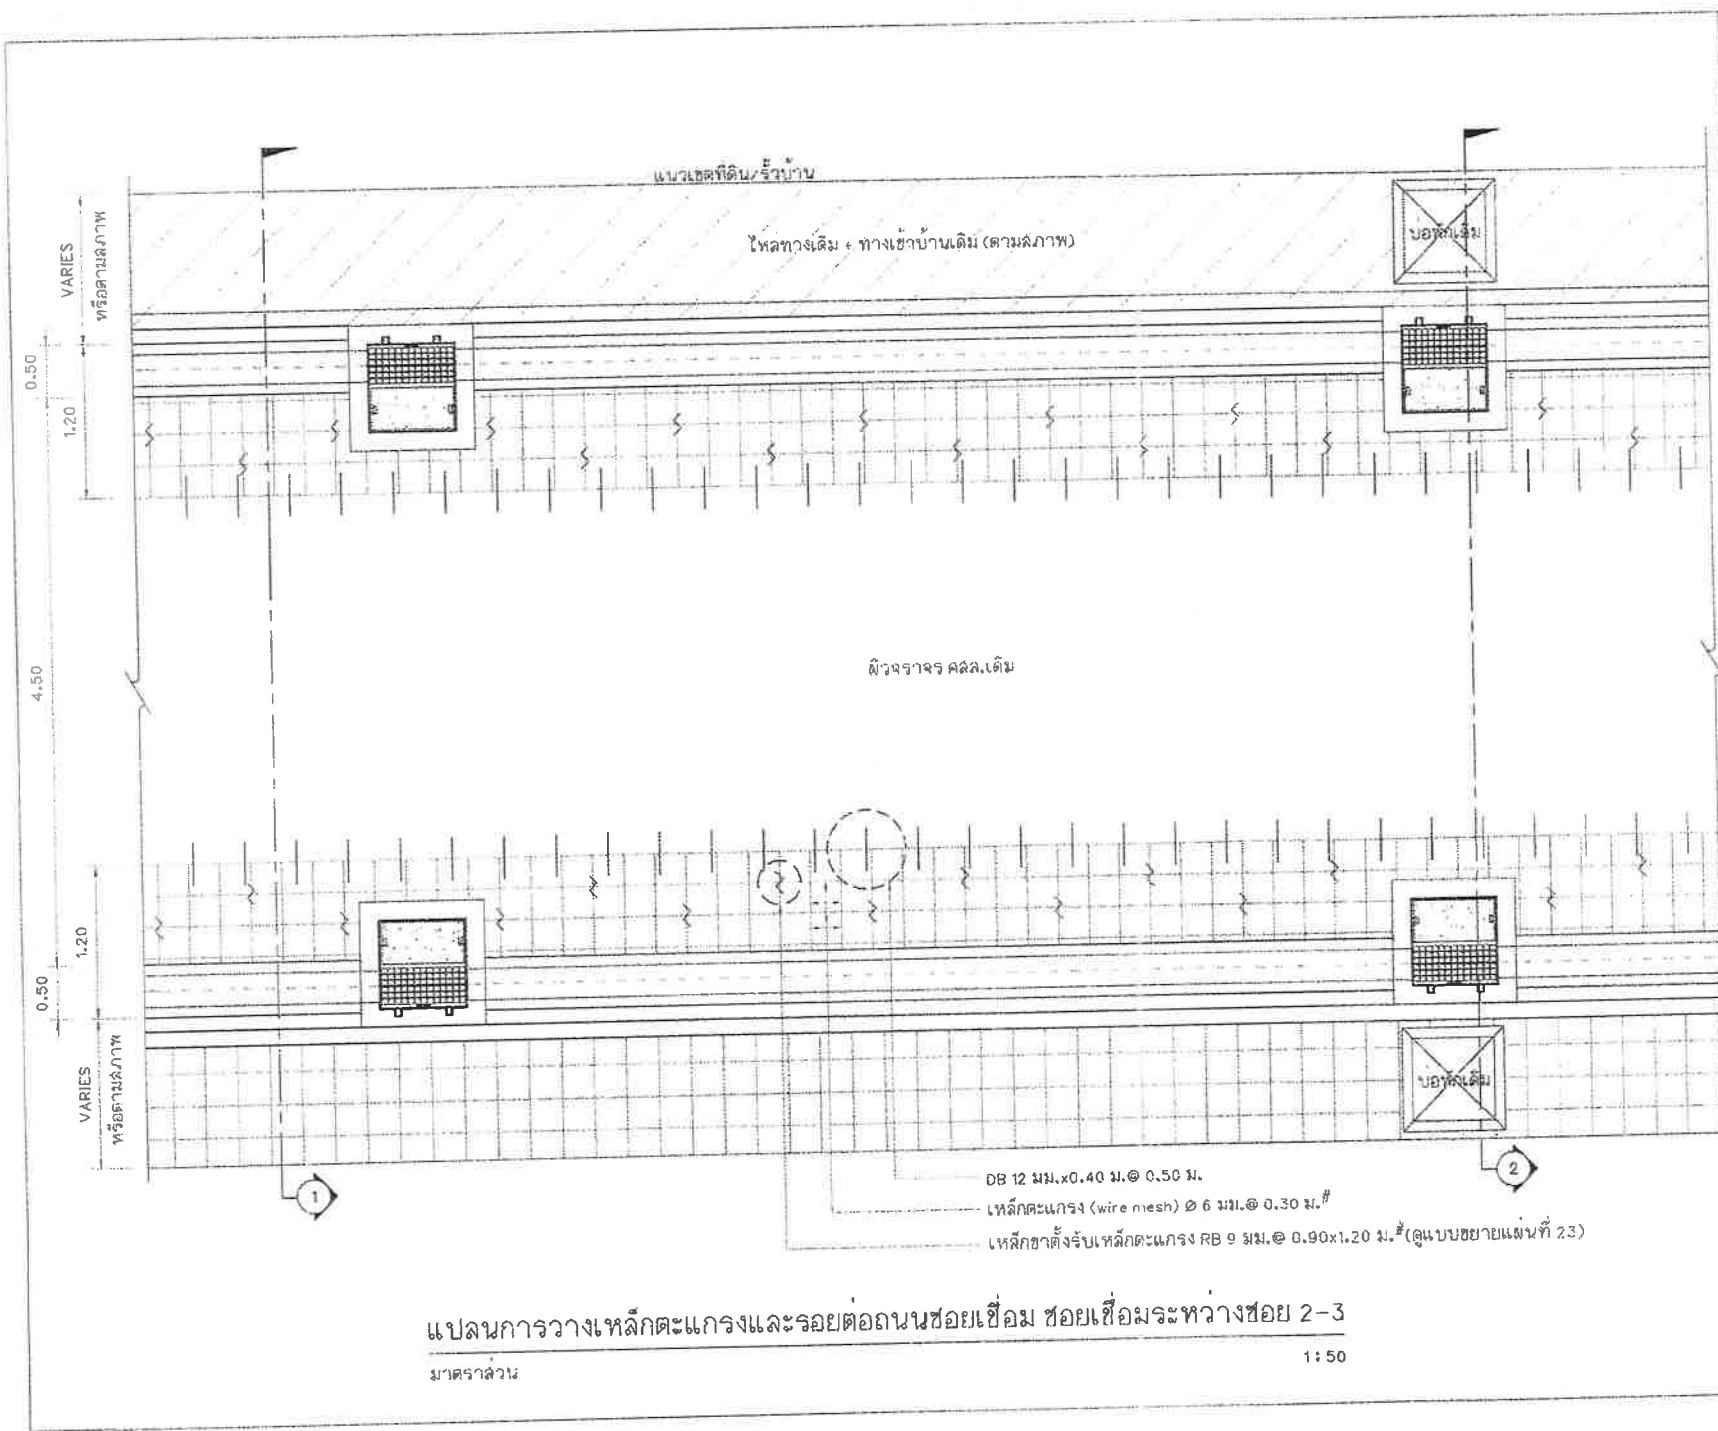 แนวเขตที่ดิน/รั้วบ้าน
ไหล่ทางเดิม + ทางเข้าบ้านเดิม (ตามสภาพ)
บ่อพักเดิม
VARIES
หรือตามสภาพ
0.50
1.20
4.50
ผิวจราจร คสล.เดิม
1.20
0.50
VARIES
หรือตามสภาพ
บ่อพักเดิม
1
2
DB 12 มม.x0.40 ม.@ 0.50 ม.
เหล็กตะแกรง (wire mesh) Ø 6 มม.@ 0.30 ม.#
เหล็กขาตั้งรับเหล็กตะแกรง RB 9 มม.@ 0.90x1.20 ม.#(ดูแบบขยายแผ่นที่ 23)
แปลนการวางเหล็กตะแกรงและรอยต่อถนนซอยเชื่อม ซอยเชื่อมระหว่างซอย 2-3
มาตราส่วน 1:50